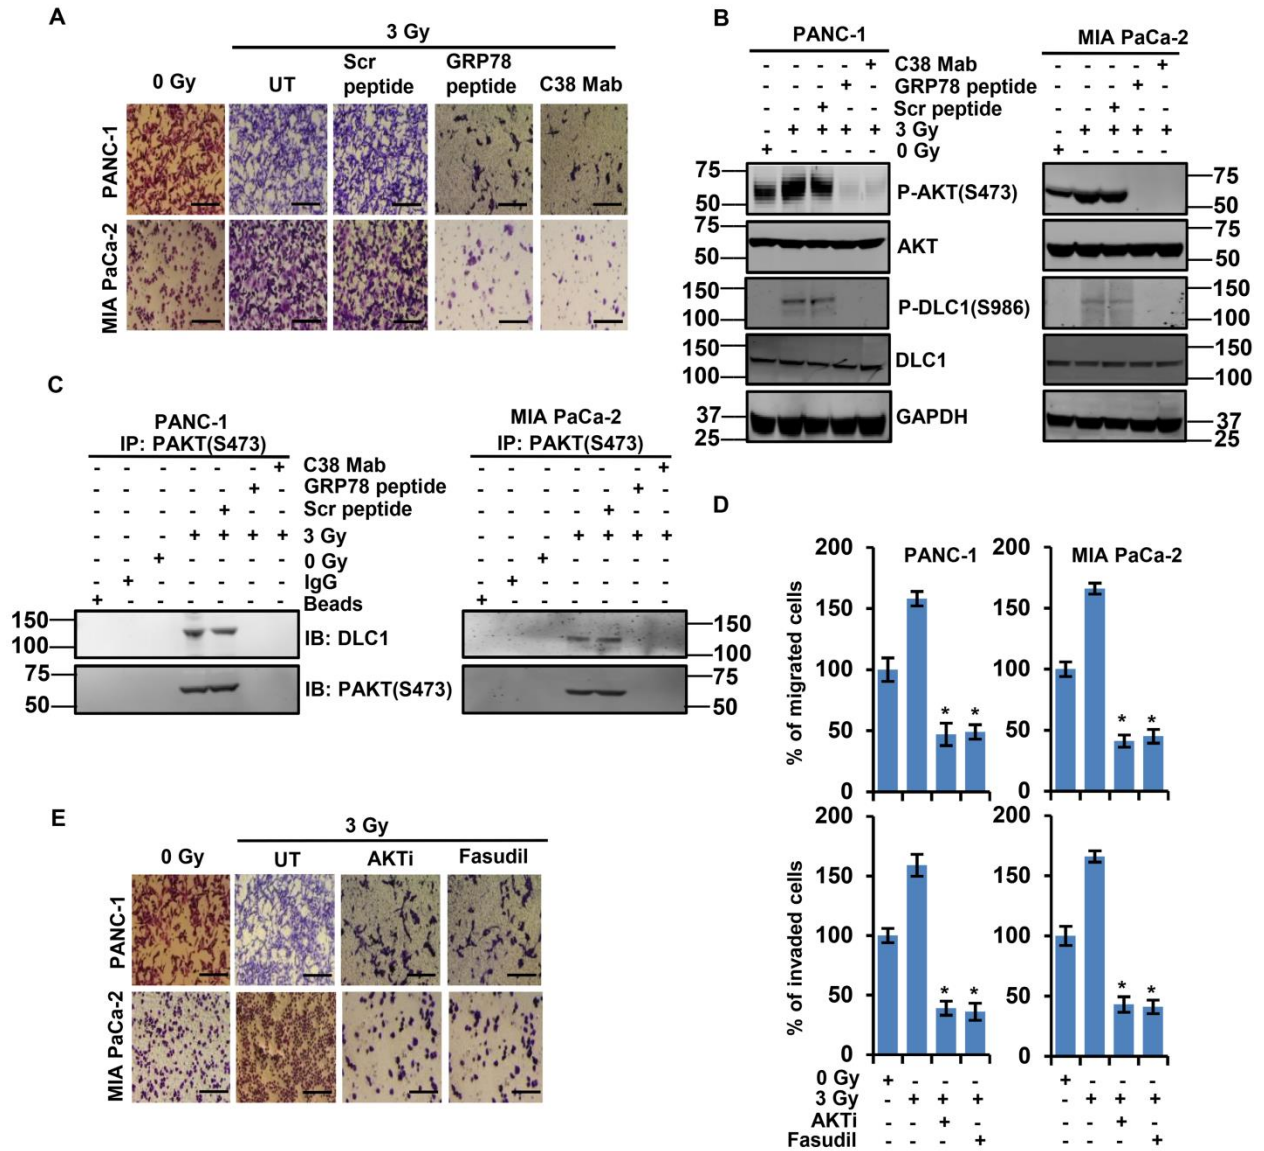 A
3 Gy
0 Gy
UT
Scr peptide
GRP78 peptide
C38 Mab
PANC-1
MIA PaCa-2
B
PANC-1
MIA PaCa-2
- - - - + C38 Mab - - - - +
- - - + - GRP78 peptide - - - + -
- - + - - Scr peptide - - + - -
- + + + + 3 Gy - + + + +
+ - - - - 0 Gy + - - - -
75 P-AKT(S473) 75
50 50
75 AKT 75
50 50
150 P-DLC1(S986) 150
100 100
150 DLC1 150
100 100
37 GAPDH 37
25 25
C
PANC-1
IP: PAKT(S473)
MIA PaCa-2
IP: PAKT(S473)
- - - - - - + C38 Mab - - - - - - +
- - - - - + - GRP78 peptide - - - - - + -
- - - - + - - Scr peptide - - - - + - -
- - - + + + + 3 Gy - - - + + + +
- - + - - - - 0 Gy - - + - - - -
- + - - - - - IgG - + - - - - -
+ - - - - - - Beads + - - - - - -
150 IB: DLC1 150
100 100
75 IB: PAKT(S473) 75
50 50
D
PANC-1
MIA PaCa-2
% of migrated cells
200
150
100
50
0
* *
200
150
100
50
0
* *
% of invaded cells
200
150
100
50
0
* *
200
150
100
50
0
* *
0 Gy + - - - + - - -
3 Gy - + + + - + + +
AKTi - - + - - - + -
Fasudil - - - + - - - +
E
3 Gy
0 Gy
UT
AKTi
Fasudil
PANC-1
MIA PaCa-2